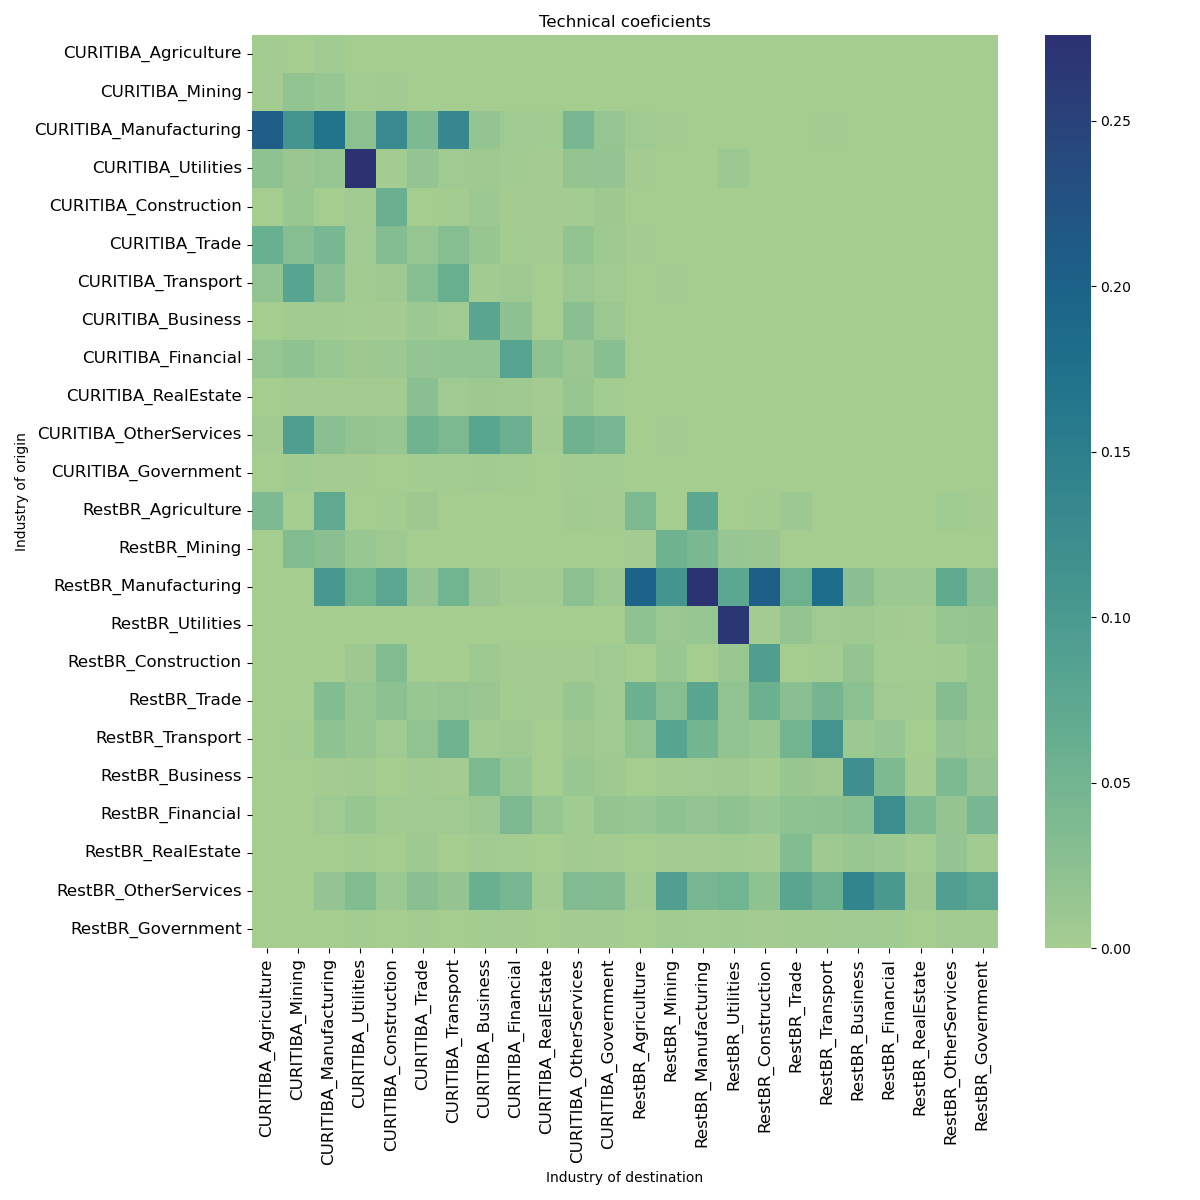 Technical coeficients
Industry of origin
CURITIBA_Agriculture
CURITIBA_Mining
CURITIBA_Manufacturing
CURITIBA_Utilities
CURITIBA_Construction
CURITIBA_Trade
CURITIBA_Transport
CURITIBA_Business
CURITIBA_Financial
CURITIBA_RealEstate
CURITIBA_OtherServices
CURITIBA_Government
RestBR_Agriculture
RestBR_Mining
RestBR_Manufacturing
RestBR_Utilities
RestBR_Construction
RestBR_Trade
RestBR_Transport
RestBR_Business
RestBR_Financial
RestBR_RealEstate
RestBR_OtherServices
RestBR_Government
CURITIBA_Agriculture
CURITIBA_Mining
CURITIBA_Manufacturing
CURITIBA_Utilities
CURITIBA_Construction
CURITIBA_Trade
CURITIBA_Transport
CURITIBA_Business
CURITIBA_Financial
CURITIBA_RealEstate
CURITIBA_OtherServices
CURITIBA_Government
RestBR_Agriculture
RestBR_Mining
RestBR_Manufacturing
RestBR_Utilities
RestBR_Construction
RestBR_Trade
RestBR_Transport
RestBR_Business
RestBR_Financial
RestBR_RealEstate
RestBR_OtherServices
RestBR_Government
Industry of destination
0.25
0.20
0.15
0.10
0.05
0.00